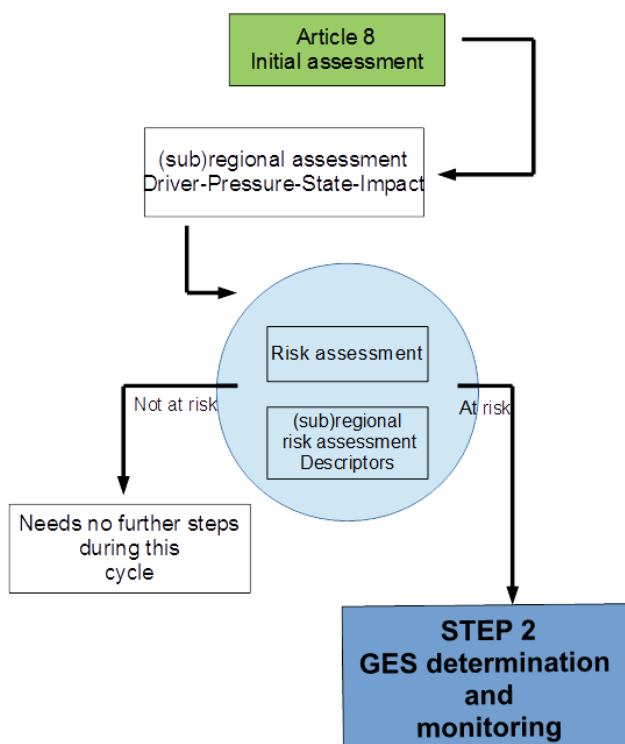 Article 8
Initial assessment
(sub)regional assessment
Driver-Pressure-State-Impact
Risk assessment
Not at risk
At risk
(sub)regional
risk assessment
Descriptors
Needs no further steps
during this
cycle
STEP 2
GES determination
and
monitoring